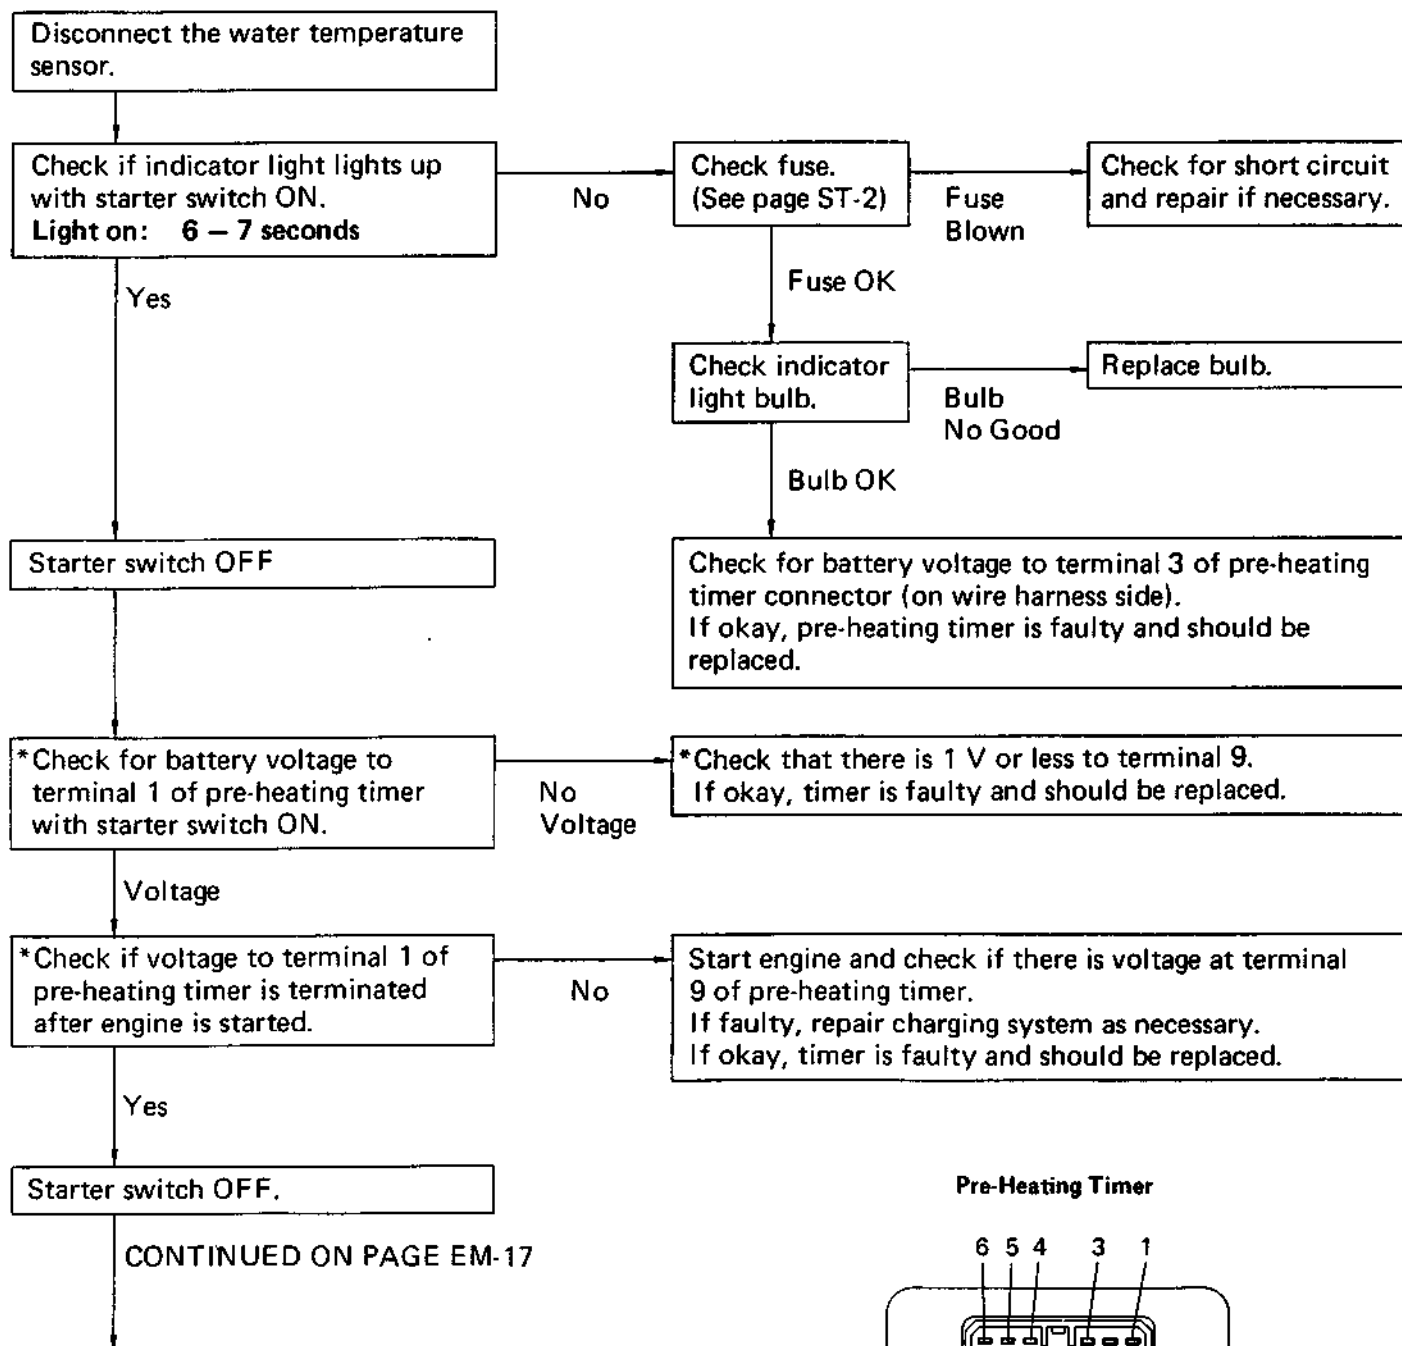 Disconnect the water temperature
sensor.
Check if indicator light lights up
with starter switch ON.
Light on: 6 – 7 seconds
No
Check fuse.
(See page ST-2)
Fuse
Blown
Check for short circuit
and repair if necessary.
Yes
Fuse OK
Check indicator
light bulb.
Bulb
No Good
Replace bulb.
Bulb OK
Starter switch OFF
Check for battery voltage to terminal 3 of pre-heating
timer connector (on wire harness side).
If okay, pre-heating timer is faulty and should be
replaced.
*Check for battery voltage to
terminal 1 of pre-heating timer
with starter switch ON.
No
Voltage
*Check that there is 1 V or less to terminal 9.
If okay, timer is faulty and should be replaced.
Voltage
*Check if voltage to terminal 1 of
pre-heating timer is terminated
after engine is started.
No
Start engine and check if there is voltage at terminal
9 of pre-heating timer.
If faulty, repair charging system as necessary.
If okay, timer is faulty and should be replaced.
Yes
Starter switch OFF.
CONTINUED ON PAGE EM-17
Pre-Heating Timer
6 5 4 3 1